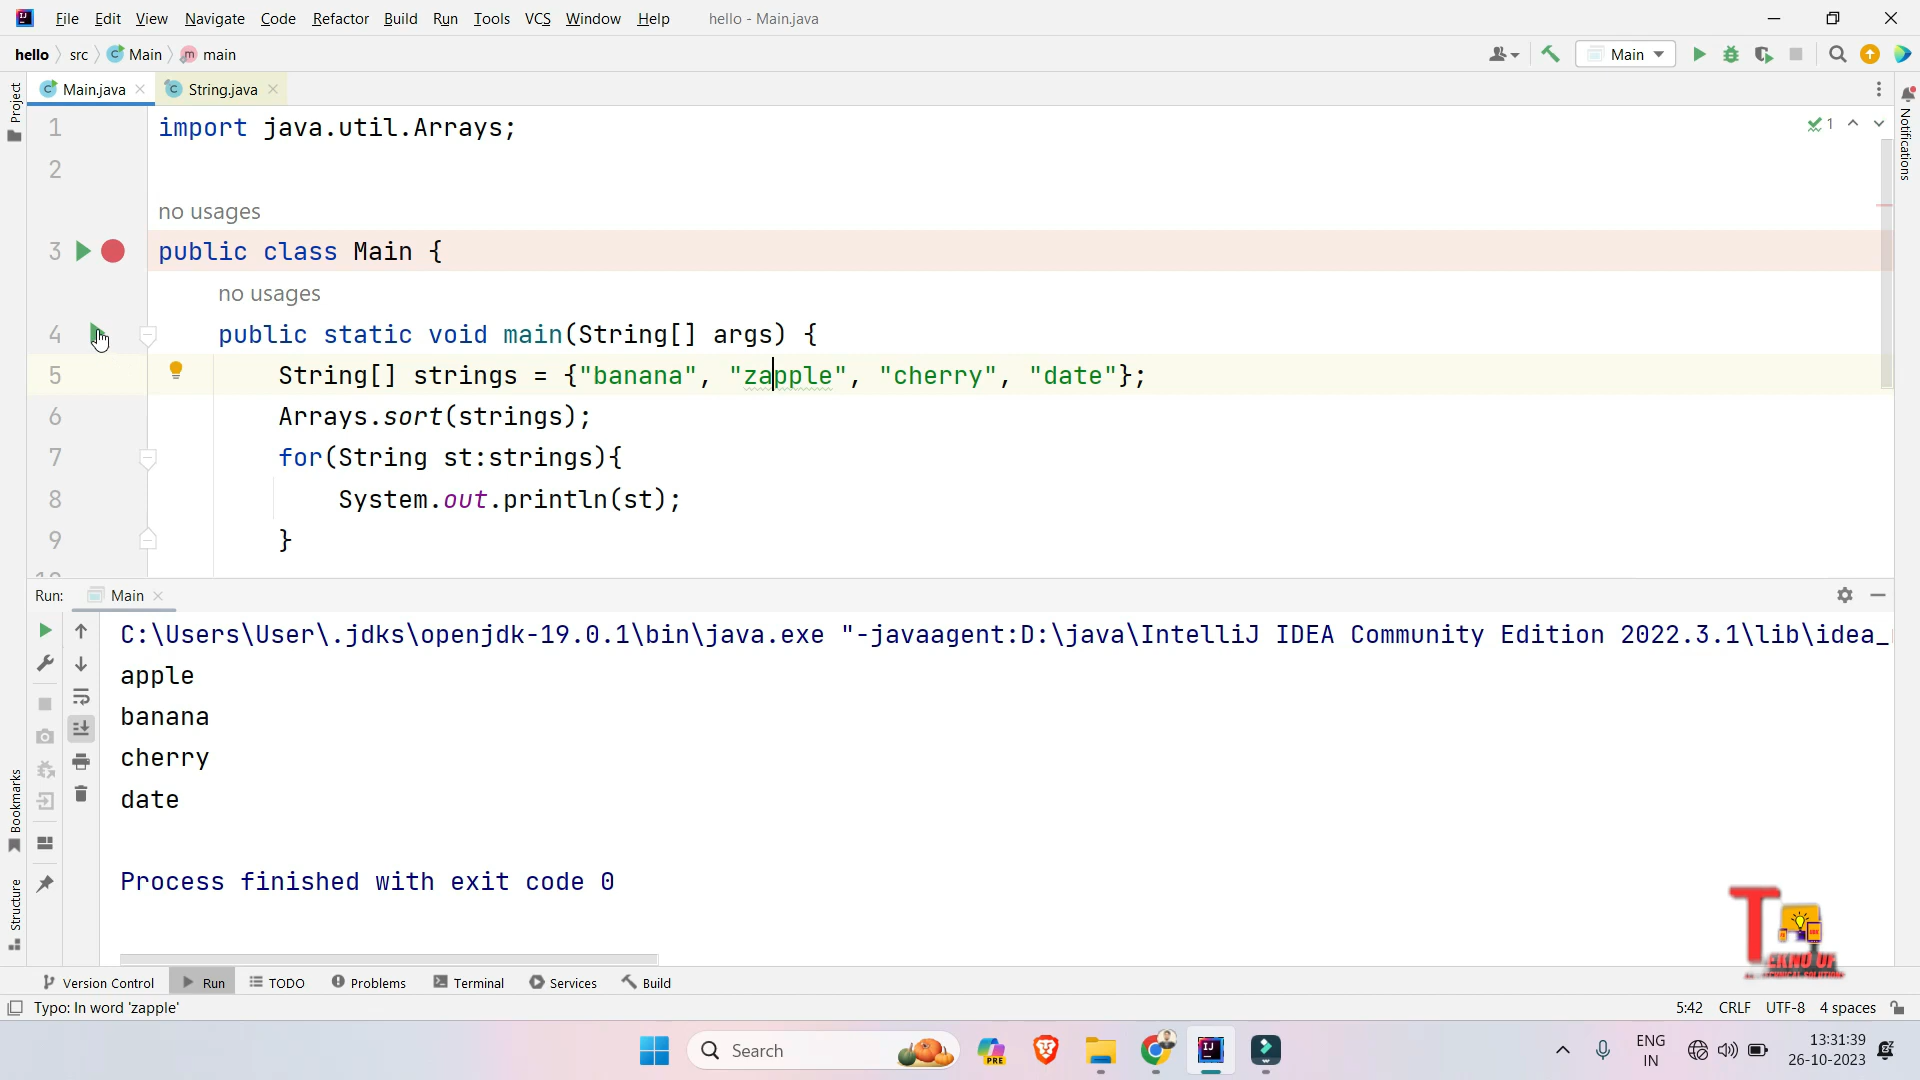 File Edit View Navigate Code Refactor Build Run Tools VCS Window Help hello - Main.java
hello src Main main Main
Main.java String.java
Project
Notifications
1 import java.util.Arrays;
1
2
no usages
3 public class Main {
no usages
4 public static void main(String[] args) {
5 String[] strings = {"banana", "zapple", "cherry", "date"};
6 Arrays.sort(strings);
7 for(String st:strings){
8 System.out.println(st);
9 }
Run: Main
C:\Users\User\.jdks\openjdk-19.0.1\bin\java.exe "-javaagent:D:\java\IntelliJ IDEA Community Edition 2022.3.1\lib\idea_
apple
banana
cherry
date
Process finished with exit code 0
Bookmarks
Structure
Version Control Run TODO Problems Terminal Services Build
Typo: In word 'zapple' 5:42 CRLF UTF-8 4 spaces
Search PRE IJ ENG 13:31:39
IN 26-10-2023